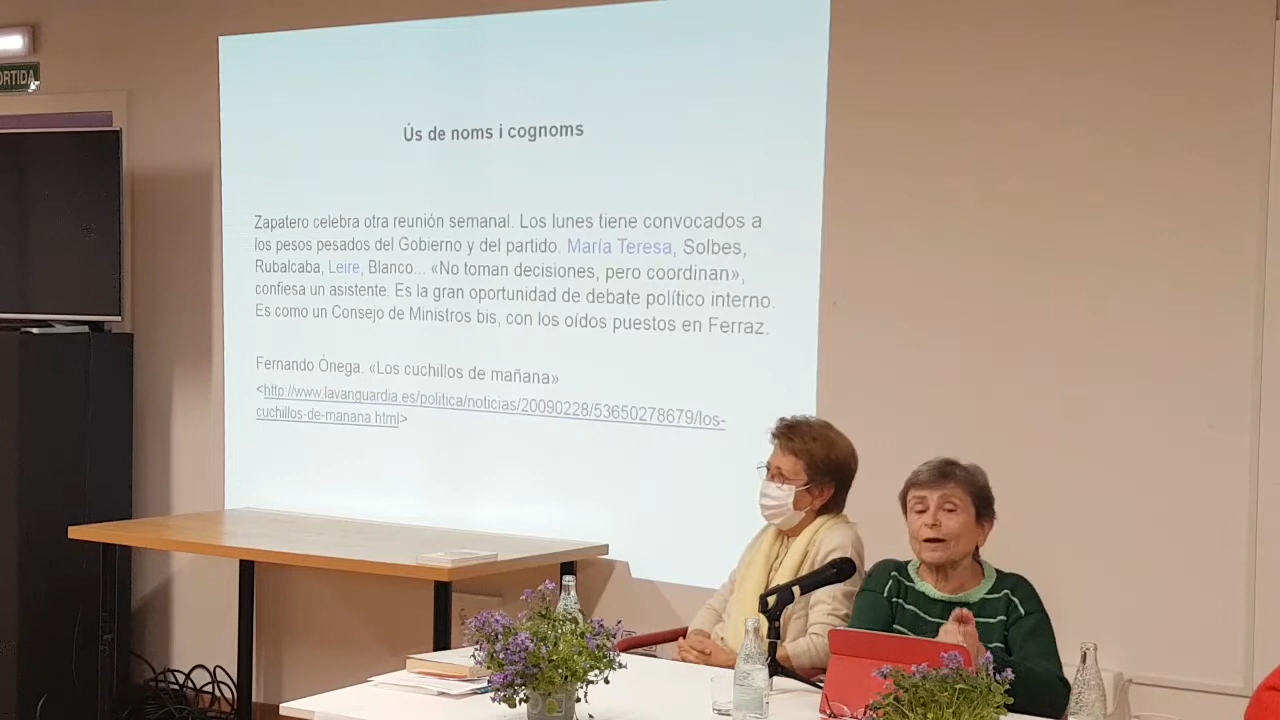 ORTIDA
Ús de noms i cognoms
Zapatero celebra otra reunión semanal. Los lunes tiene convocados a
los pesos pesados del Gobierno y del partido. María Teresa, Solbes,
Rubalcaba, Leire, Blanco... «No toman decisiones, pero coordinan»,
confiesa un asistente. Es la gran oportunidad de debate político interno.
Es como un Consejo de Ministros bis, con los oídos puestos en Ferraz.
Fernando Ónega. «Los cuchillos de mañana»
<http://www.lavanguardia.es/politica/noticias/20090228/53650278679/los-
cuchillos-de-manana.html>